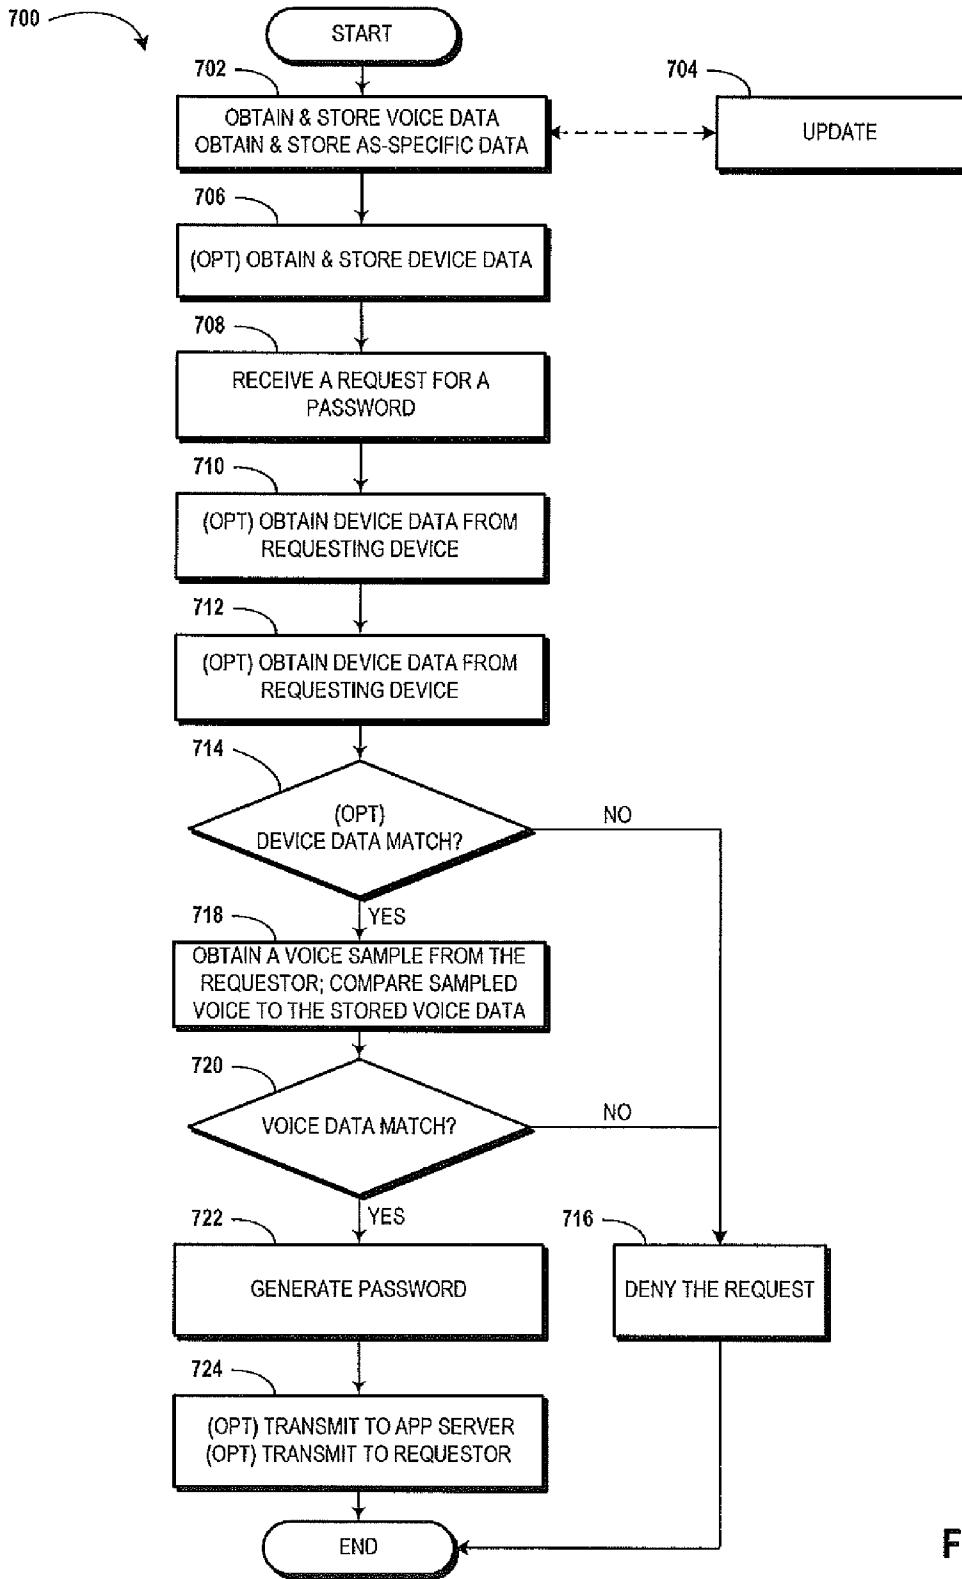 700
START
702
OBTAIN & STORE VOICE DATA
OBTAIN & STORE AS-SPECIFIC DATA
704
UPDATE
706
(OPT) OBTAIN & STORE DEVICE DATA
708
RECEIVE A REQUEST FOR A
PASSWORD
710
(OPT) OBTAIN DEVICE DATA FROM
REQUESTING DEVICE
712
(OPT) OBTAIN DEVICE DATA FROM
REQUESTING DEVICE
714
(OPT)
DEVICE DATA MATCH?
NO
YES
718
OBTAIN A VOICE SAMPLE FROM THE
REQUESTOR; COMPARE SAMPLED
VOICE TO THE STORED VOICE DATA
720
VOICE DATA MATCH?
NO
YES
722
GENERATE PASSWORD
716
DENY THE REQUEST
724
(OPT) TRANSMIT TO APP SERVER
(OPT) TRANSMIT TO REQUESTOR
END
F